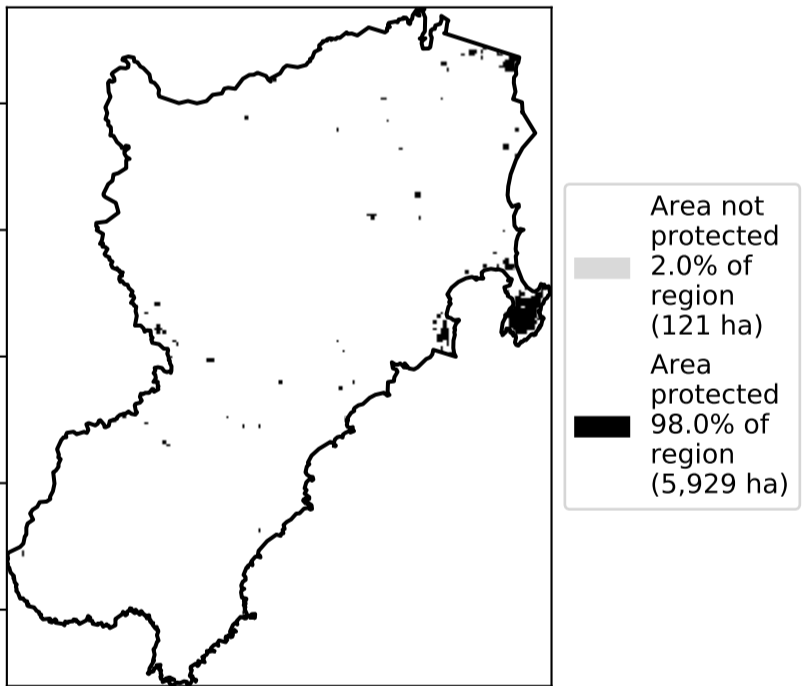 Area not
protected
2.0% of
region
(121 ha)
Area
protected
98.0% of
region
(5,929 ha)